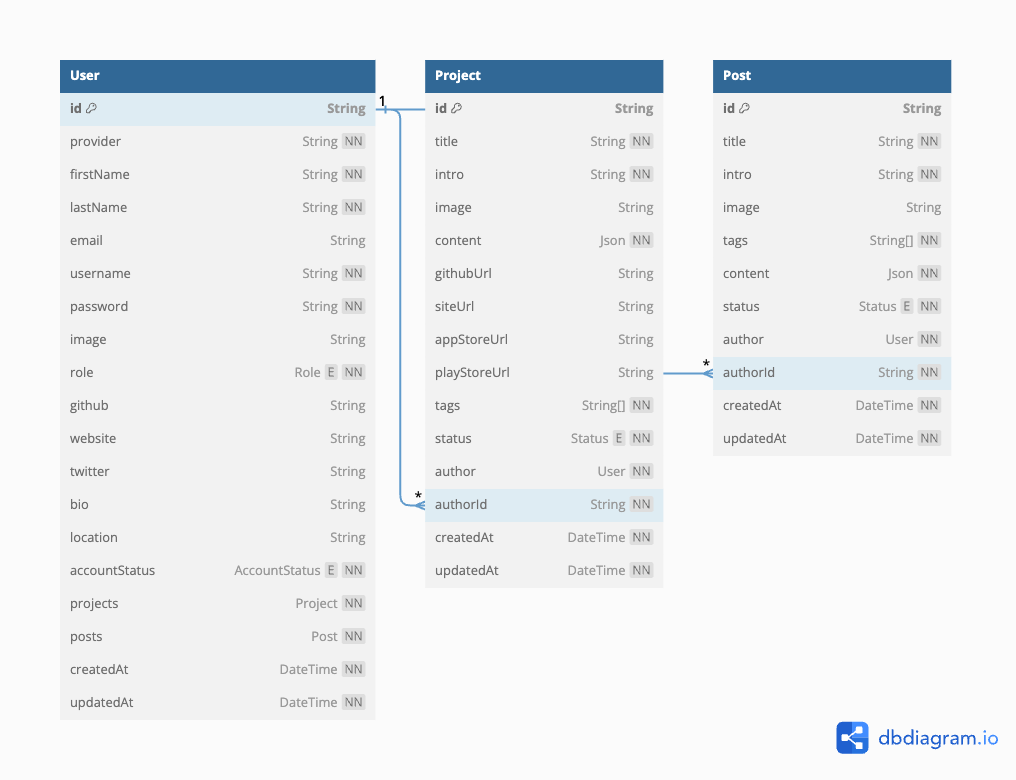 User
id String
provider String NN
firstName String NN
lastName String NN
email String
username String NN
password String NN
image String
role Role E NN
github String
website String
twitter String
bio String
location String
accountStatus AccountStatus E NN
projects Project NN
posts Post NN
createdAt DateTime NN
updatedAt DateTime NN
1
*
Project
id String
title String NN
intro String NN
image String
content Json NN
githubUrl String
siteUrl String
appStoreUrl String
playStoreUrl String
tags String[] NN
status Status E NN
author User NN
authorId String NN
createdAt DateTime NN
updatedAt DateTime NN
*
Post
id String
title String NN
intro String NN
image String
tags String[] NN
content Json NN
status Status E NN
author User NN
authorId String NN
createdAt DateTime NN
updatedAt DateTime NN
dbdiagram.io